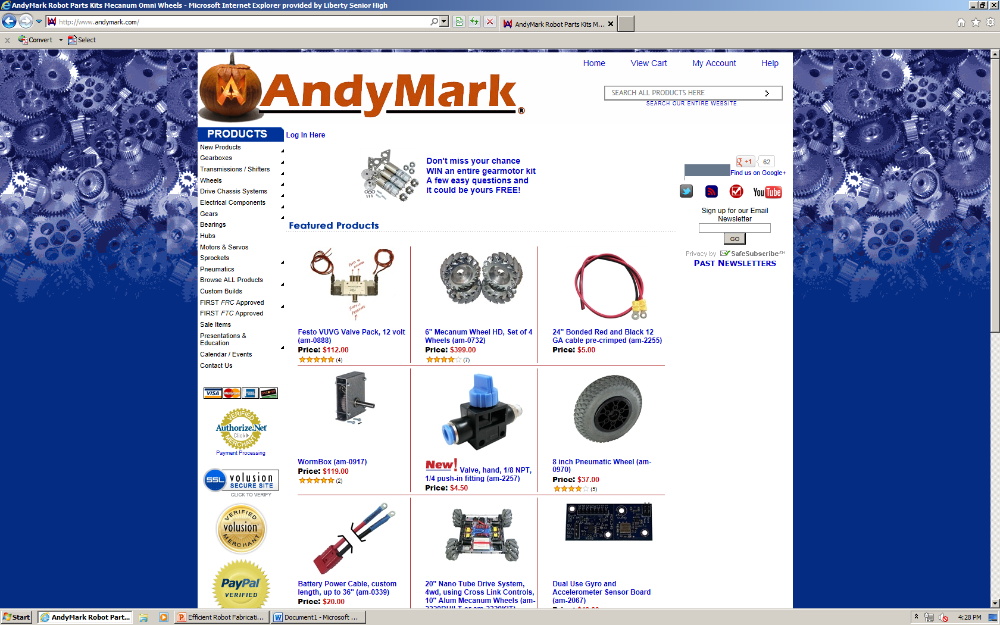 AndyMark Robot Parts Kits Mecanum Omni Wheels - Microsoft Internet Explorer provided by Liberty Senior High
http://www.andymark.com/
AndyMark Robot Parts Kits M...
Convert
Select
AndyMark®
Home View Cart My Account Help
SEARCH ALL PRODUCTS HERE
SEARCH OUR ENTIRE WEBSITE
PRODUCTS
New Products
Gearboxes
Transmissions / Shifters
Wheels
Drive Chassis Systems
Electrical Components
Gears
Bearings
Hubs
Motors & Servos
Sprockets
Pneumatics
Browse ALL Products
Custom Builds
FIRST FRC Approved
FIRST FTC Approved
Sale Items
Presentations &
Education
Calendar / Events
Contact Us
VISA MasterCard DISCOVER
VERIFIED
Authorize.Net
Click
MERCHANT
Payment Processing
SSL volusion
SECURE SITE
CLICK TO VERIFY
VERIFIED
volusion
MERCHANT
PayPal
VERIFIED
Log In Here
Don't miss your chance
WIN an entire gearmotor kit
A few easy questions and
it could be yours FREE!
g +1 62
Find us on Google+
You Tube
Sign up for our Email
Newsletter
GO
Privacy by SafeSubscribe SM
PAST NEWSLETTERS
Featured Products
SUPPLY
PRESSURE
Festo VUVG Valve Pack, 12 volt
(am-0888)
Price: $112.00
(4)
6" Mecanum Wheel HD, Set of 4
Wheels (am-0732)
Price: $399.00
(7)
24" Bonded Red and Black 12
GA cable pre-crimped (am-2255)
Price: $5.00
WormBox (am-0917)
Price: $119.00
(2)
New! Valve, hand, 1/8 NPT,
1/4 push-in fitting (am-2257)
Price: $4.50
8 inch Pneumatic Wheel (am-
0970)
Price: $37.00
(5)
Battery Power Cable, custom
length, up to 36" (am-0339)
Price: $20.00
20" Nano Tube Drive System,
4wd, using Cross Link Controls,
10" Alum Mecanum Wheels (am-
Dual Use Gyro and
Accelerometer Sensor Board
(am-2067)
Start
AndyMark Robot Part...
Efficient Robot Fabricati...
Document1 - Microsoft ...
4:28 PM